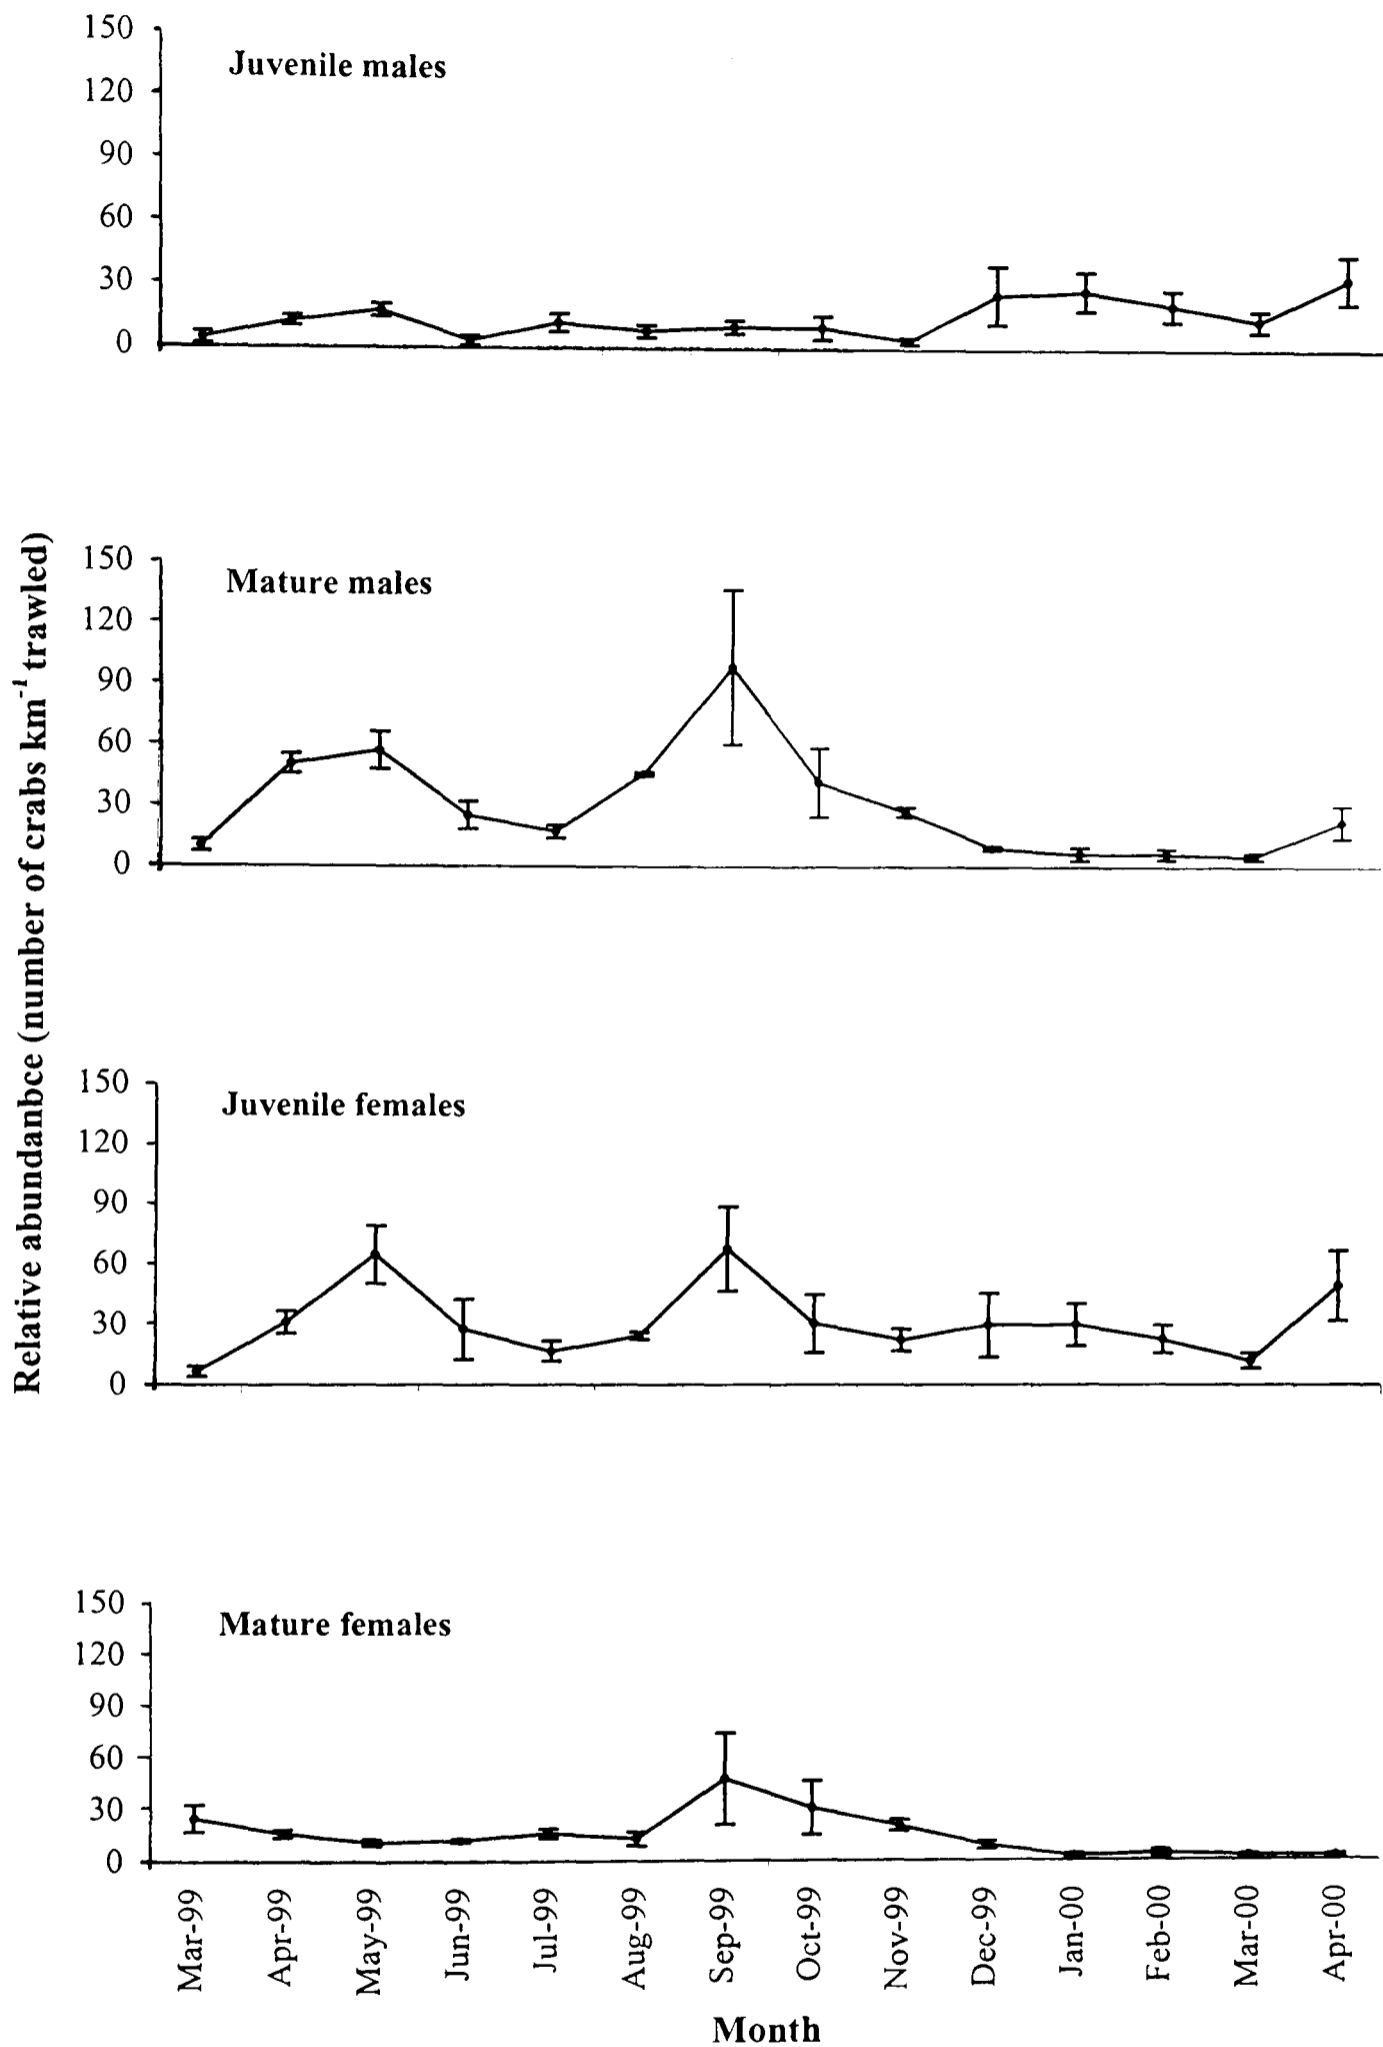 150
Juvenile males
120
90
60
30
0
Relative abundanbce (number of crabs km⁻¹ trawled)
150
Mature males
120
90
60
30
0
150
Juvenile females
120
90
60
30
0
150
Mature females
120
90
60
30
0
Mar-99
Apr-99
May-99
Jun-99
Jul-99
Aug-99
Sep-99
Oct-99
Nov-99
Dec-99
Jan-00
Feb-00
Mar-00
Apr-00
Month